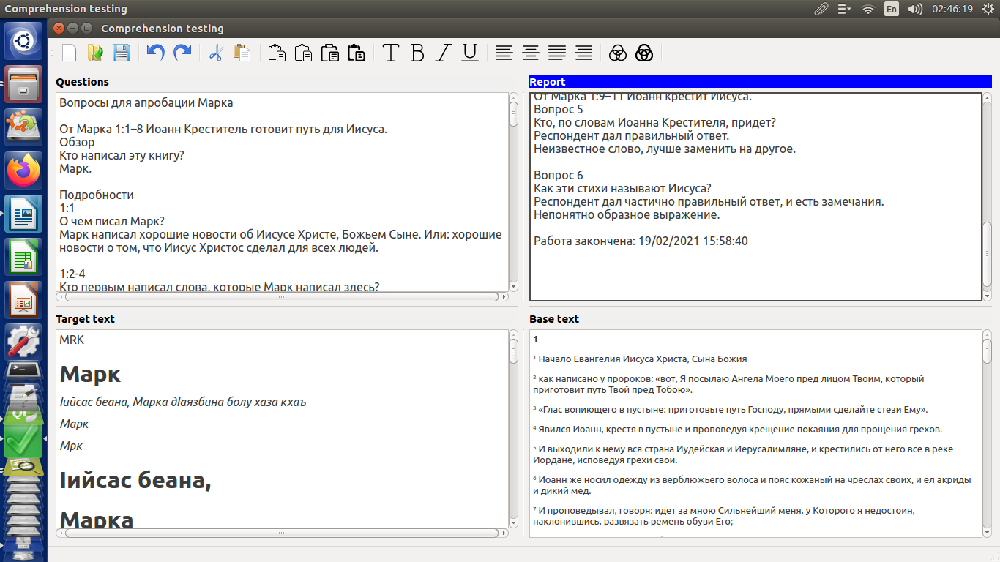 Comprehension testing
En
02:46:19
Comprehension testing
Questions
Вопросы для апробации Марка
От Марка 1:1–8 Иоанн Креститель готовит путь для Иисуса.
Обзор
Кто написал эту книгу?
Марк.
Подробности
1:1
О чем писал Марк?
Марк написал хорошие новости об Иисусе Христе, Божьем Сыне. Или: хорошие
новости о том, что Иисус Христос сделал для всех людей.
1:2-4
Кто первым написал слова, которые Марк написал здесь?
Report
От Марка 1:9–11 Иоанн крестит Иисуса.
Вопрос 5
Кто, по словам Иоанна Крестителя, придет?
Респондент дал правильный ответ.
Неизвестное слово, лучше заменить на другое.
Вопрос 6
Как эти стихи называют Иисуса?
Респондент дал частично правильный ответ, и есть замечания.
Непонятно образное выражение.
Работа закончена: 19/02/2021 15:58:40
Target text
MRK
Марк
Іийсас беана, Марка дІаязбина болу хаза кхаъ
Марк
Мрк
Іийсас беана,
Марка
Base text
1
¹ Начало Евангелия Иисуса Христа, Сына Божия
² как написано у пророков: «вот, Я посылаю Ангела Моего пред лицом Твоим, который
приготовит путь Твой пред Тобою».
³ «Глас вопиющего в пустыне: приготовьте путь Господу, прямыми сделайте стези Ему».
⁴ Явился Иоанн, крестя в пустыне и проповедуя крещение покаяния для прощения грехов.
⁵ И выходили к нему вся страна Иудейская и Иерусалимляне, и крестились от него все в реке
Иордане, исповедуя грехи свои.
⁶ Иоанн же носил одежду из верблюжьего волоса и пояс кожаный на чреслах своих, и ел акриды
и дикий мед.
⁷ И проповедывал, говоря: идет за мною Сильнейший меня, у Которого я недостоин,
наклонившись, развязать ремень обуви Его;